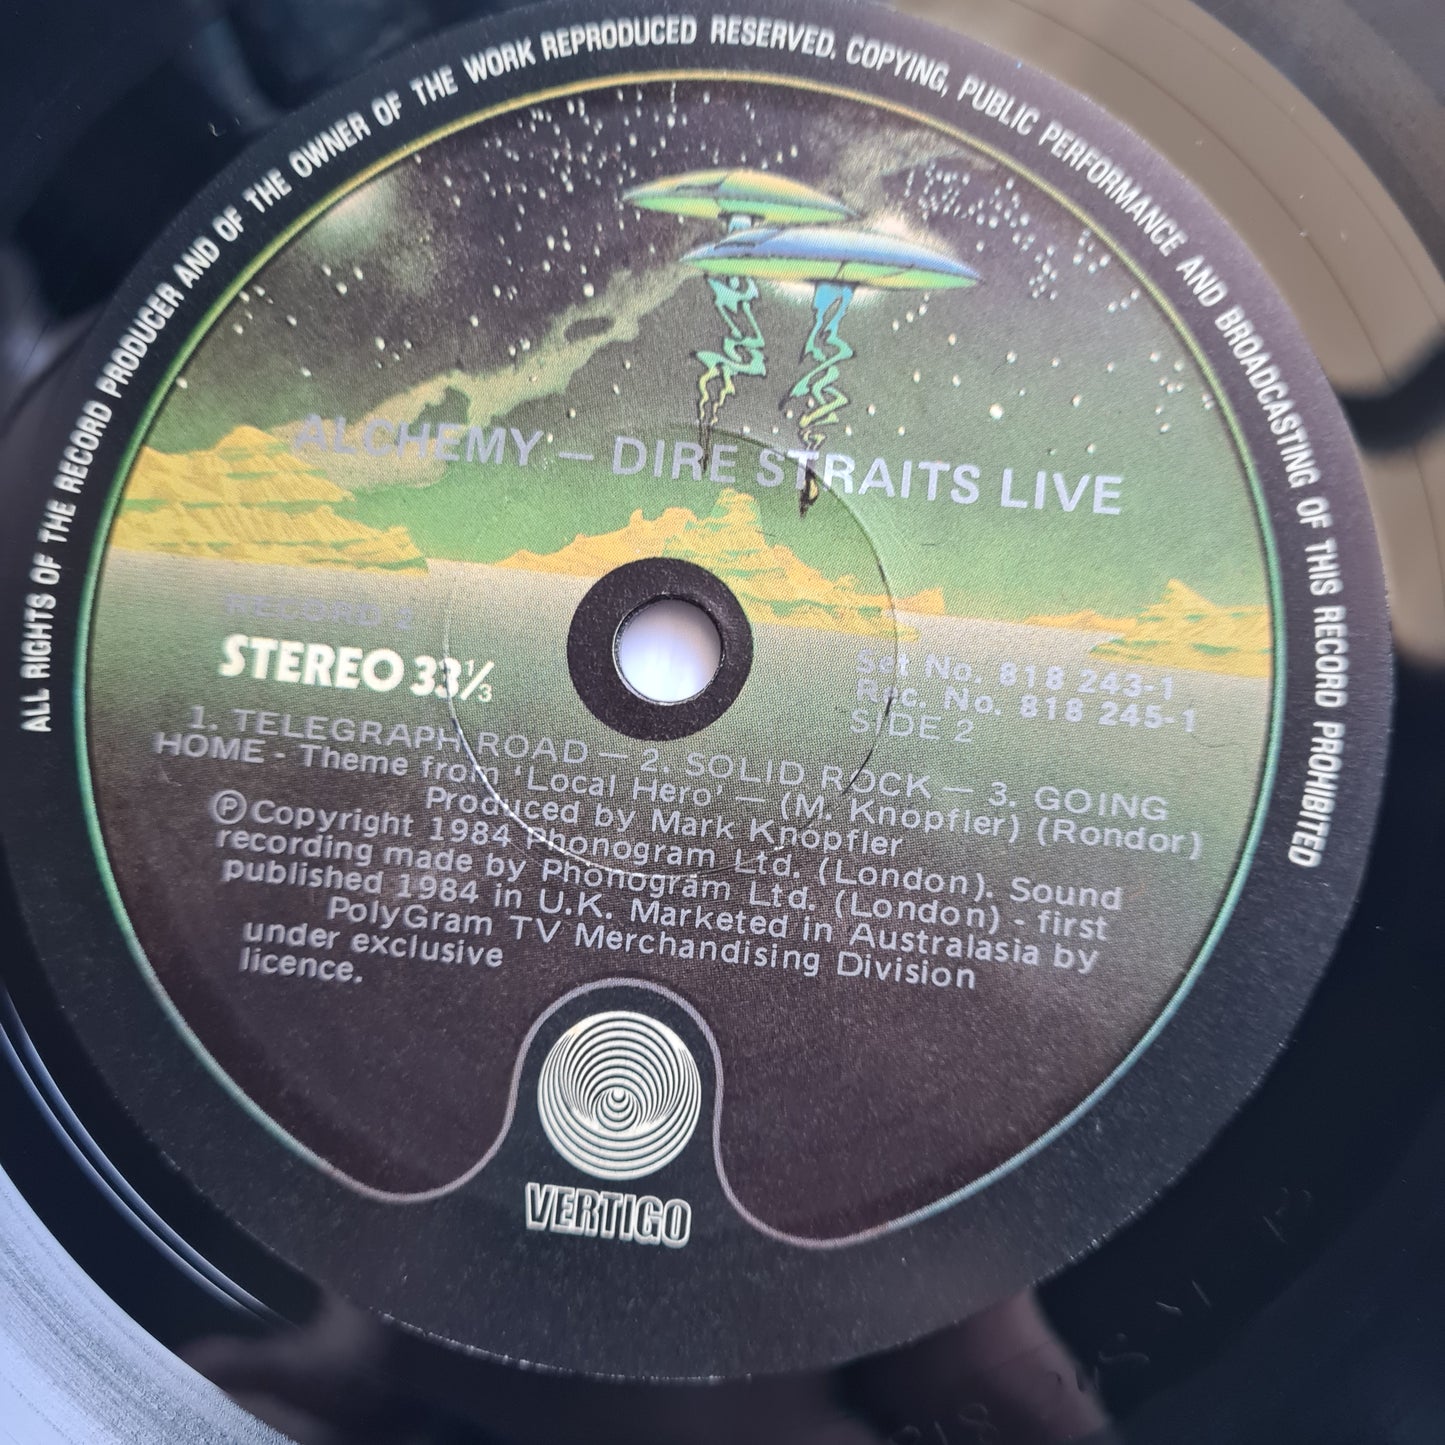 ALL RIGHTS OF THE RECORD PRODUCER AND OF THE OWNER OF THE WORK REPRODUCED RESERVED. COPYING, PUBLIC PERFORMANCE AND BROADCASTING OF THIS RECORD PROHIBITED
ALCHEMY – DIRE STRAITS LIVE
RECORD 2
STEREO 33⅓
Set No. 818 243-1
Rec. No. 818 245-1
SIDE 2
1. TELEGRAPH ROAD – 2. SOLID ROCK – 3. GOING
HOME - Theme from 'Local Hero' – (M. Knopfler) (Rondor)
Produced by Mark Knopfler
℗ Copyright 1984 Phonogram Ltd. (London). Sound
recording made by Phonogram Ltd. (London) - first
published 1984 in U.K. Marketed in Australasia by
PolyGram TV Merchandising Division
under exclusive
licence.
VERTIGO